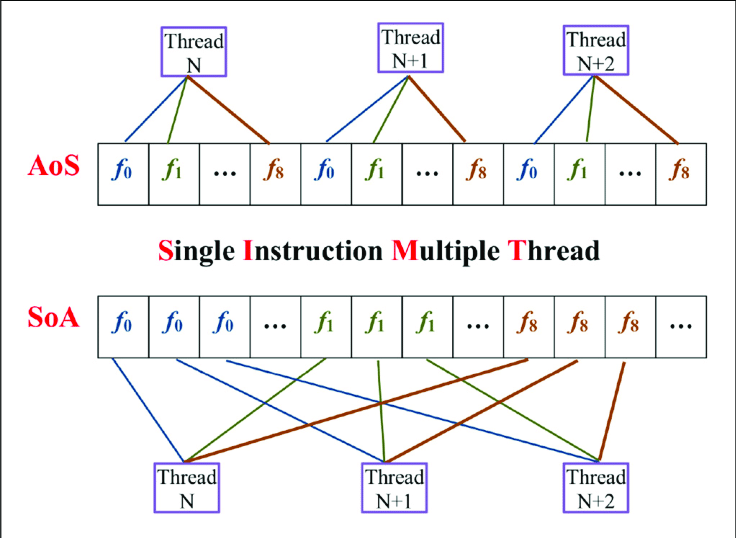 Thread N Thread N+1 Thread N+2
AoS f₀ f₁ ... f₈ f₀ f₁ ... f₈ f₀ f₁ ... f₈
Single Instruction Multiple Thread
SoA f₀ f₀ f₀ ... f₁ f₁ f₁ ... f₈ f₈ f₈ ...
Thread N Thread N+1 Thread N+2